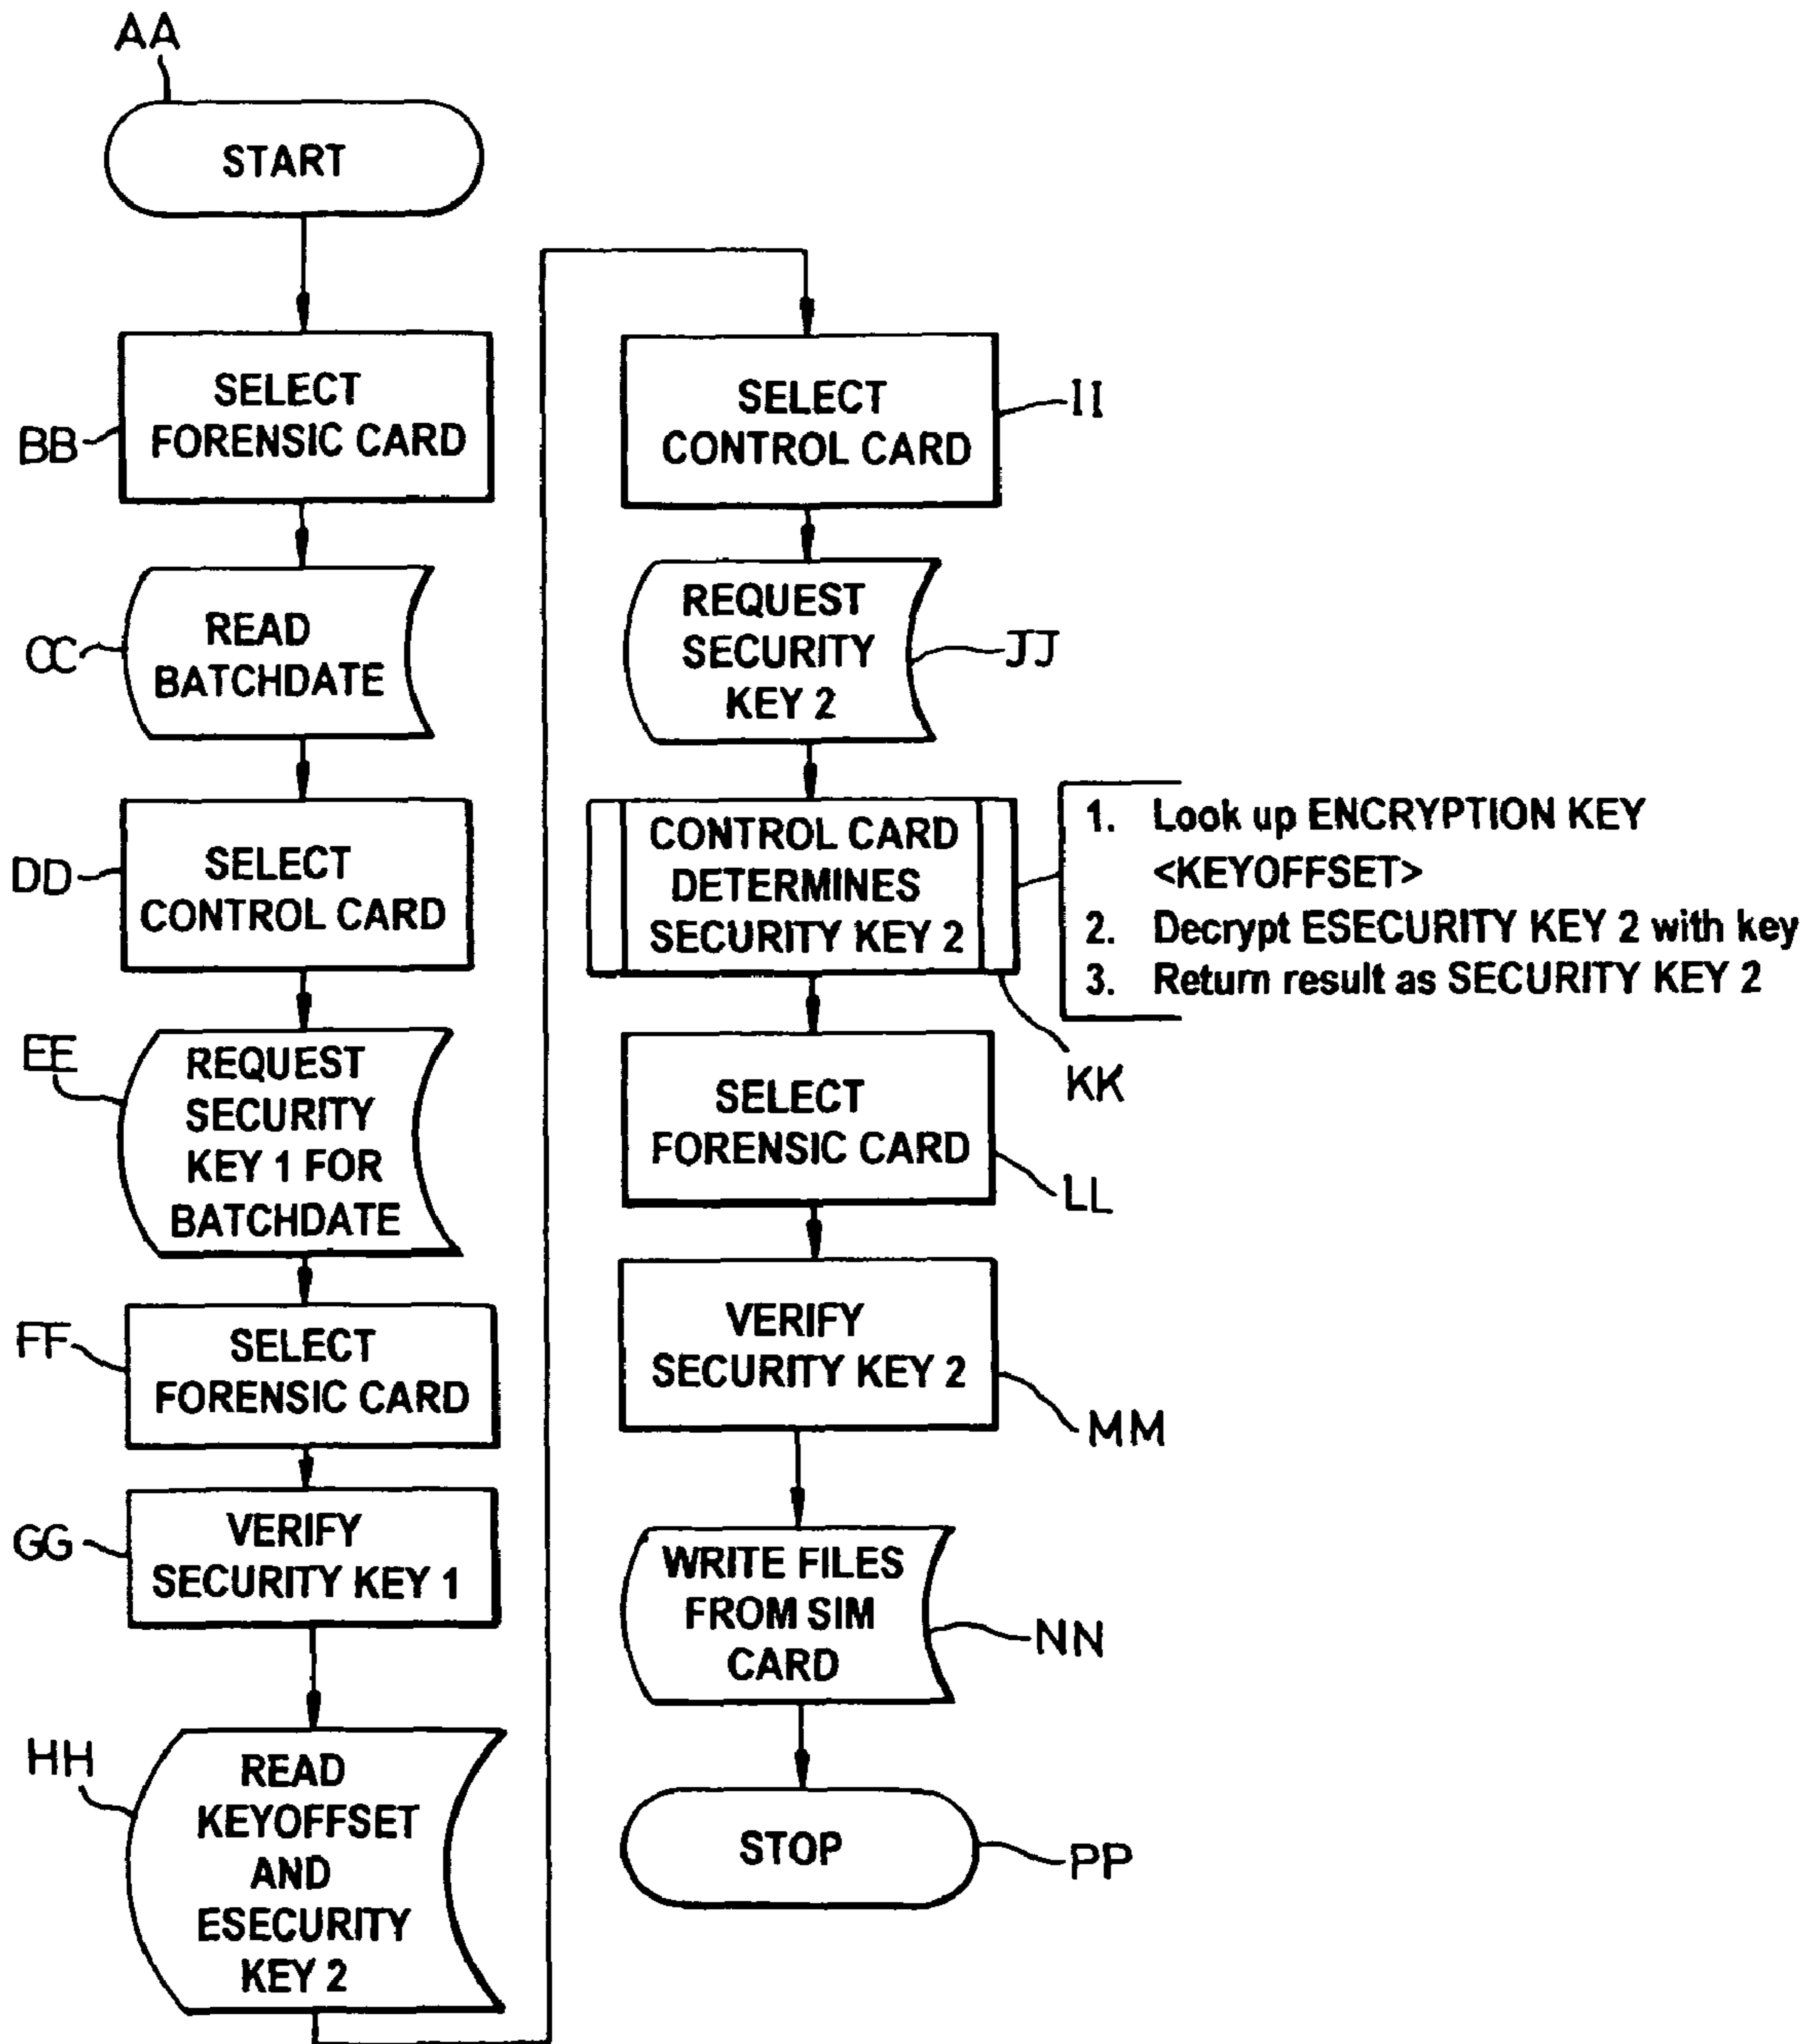 AA
START
BB
SELECT
FORENSIC CARD
CC
READ
BATCHDATE
DD
SELECT
CONTROL CARD
EE
REQUEST
SECURITY
KEY 1 FOR
BATCHDATE
FF
SELECT
FORENSIC CARD
GG
VERIFY
SECURITY KEY 1
HH
READ
KEYOFFSET
AND
ESECURITY
KEY 2
SELECT
CONTROL CARD
II
REQUEST
SECURITY
KEY 2
JJ
CONTROL CARD
DETERMINES
SECURITY KEY 2
KK
1. Look up ENCRYPTION KEY
<KEYOFFSET>
2. Decrypt ESECURITY KEY 2 with key
3. Return result as SECURITY KEY 2
SELECT
FORENSIC CARD
LL
VERIFY
SECURITY KEY 2
MM
WRITE FILES
FROM SIM
CARD
NN
STOP
PP